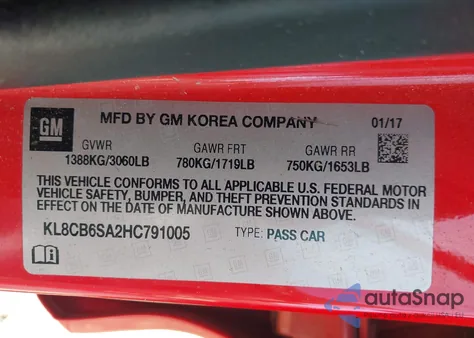 GM
MFD BY GM KOREA COMPANY
01/17
GVWR GAWR FRT GAWR RR
1388KG/3060LB 780KG/1719LB 750KG/1653LB
THIS VEHICLE CONFORMS TO ALL APPLICABLE U.S. FEDERAL MOTOR
VEHICLE SAFETY, BUMPER, AND THEFT PREVENTION STANDARDS IN
EFFECT ON THE DATE OF MANUFACTURE SHOWN ABOVE.
KL8CB6SA2HC791005 TYPE: PASS CAR
autoSnap